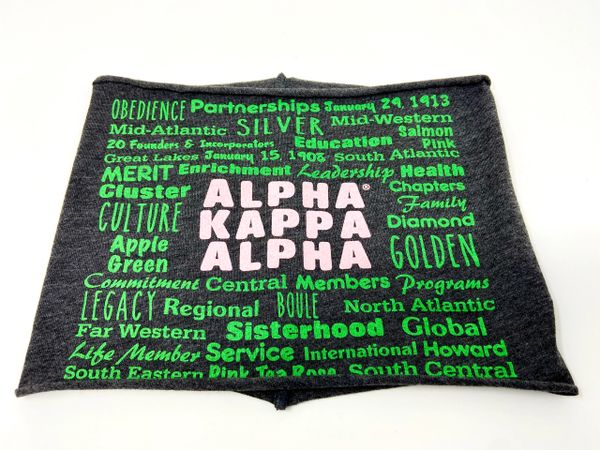 OBEDIENCE Partnerships January 29, 1913
Mid-Atlantic SILVER Mid-Western
Salmon
20 Founders & Incorporators Education Pink
Great Lakes January 15, 1908 South Atlantic
MERIT Enrichment Leadership Health
Cluster ALPHA® Chapters
Family
CULTURE KAPPA Diamond
Apple ALPHA GOLDEN
Green
Commitment Central Members Programs
LEGACY Regional BOULE North Atlantic
Far Western Sisterhood Global
Life Member Service International Howard
South Eastern Pink Tea Rose South Central